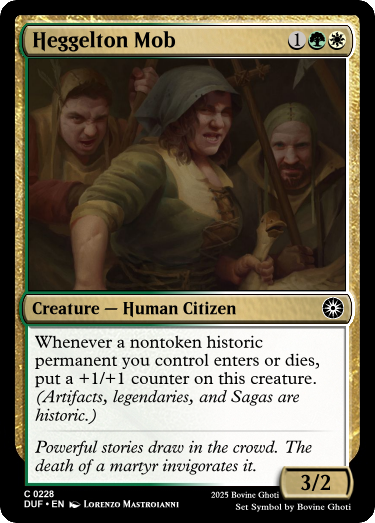 Heggelton Mob 1
Creature — Human Citizen
Whenever a nontoken historic
permanent you control enters or dies,
put a +1/+1 counter on this creature.
(Artifacts, legendaries, and Sagas are
historic.)
Powerful stories draw in the crowd. The
death of a martyr invigorates it.
3/2
C 0228
DUF • EN Lorenzo Mastroianni
2025 Bovine Ghoti
Set Symbol by Bovine Ghoti